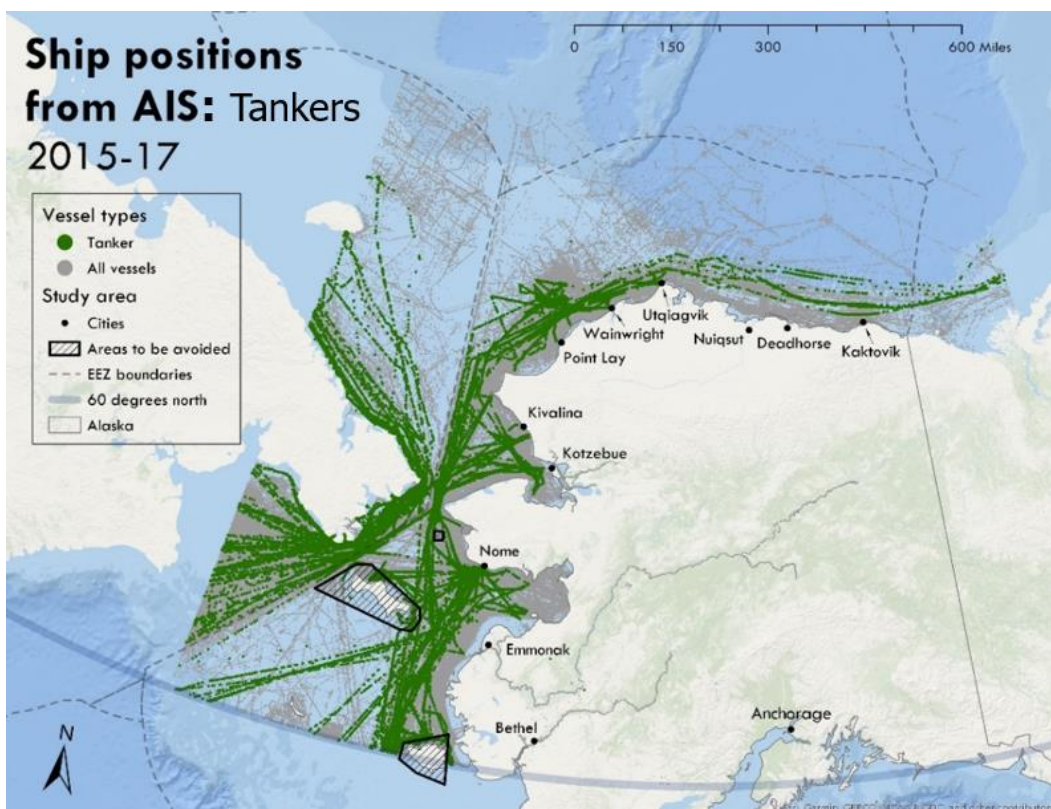 Ship positions
from AIS: Tankers
2015-17
0 150 300 600 Miles
Vessel types
Tanker
All vessels
Study area
Cities
Areas to be avoided
EEZ boundaries
60 degrees north
Alaska
Utqiagvik
Wainwright
Nuiqsut
Deadhorse
Kaktovik
Point Lay
Kivalina
Kotzebue
Nome
Emmonak
Bethel
Anchorage
N